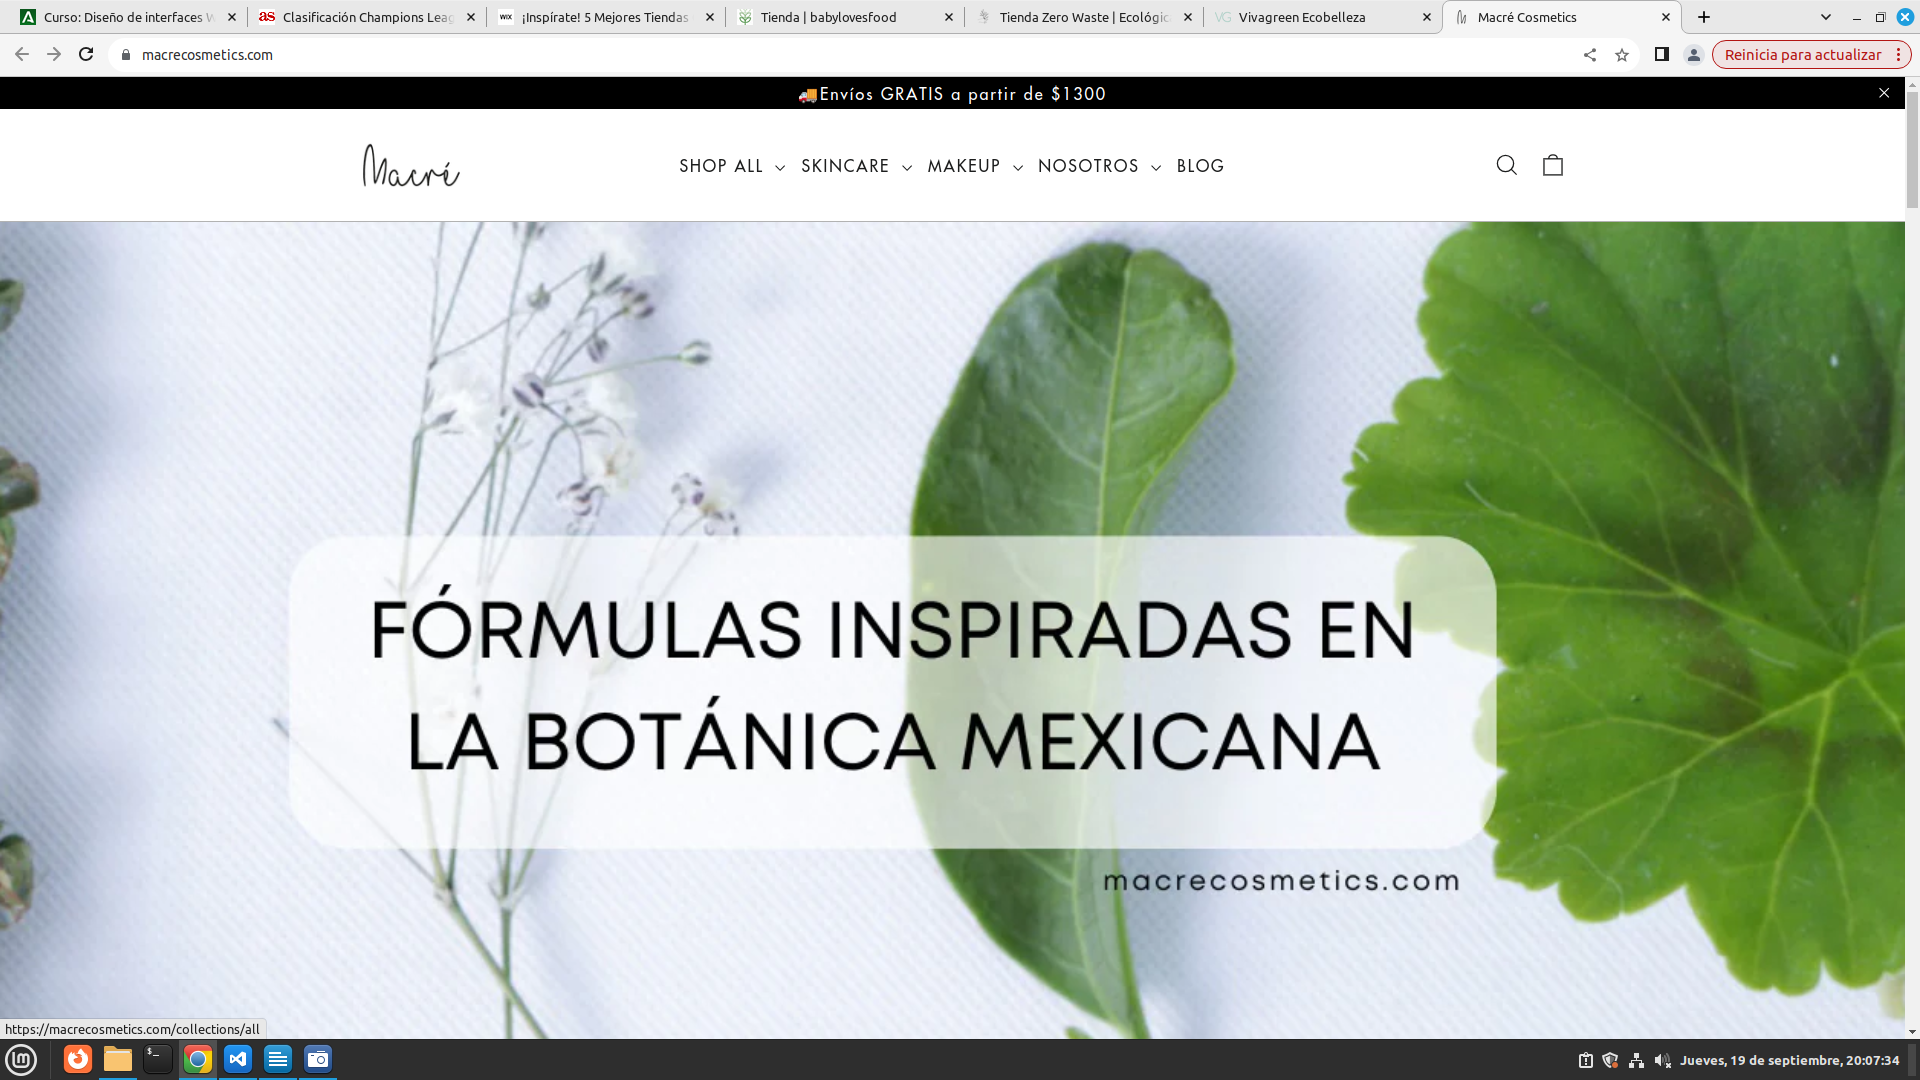 Curso: Diseño de interfaces W
Clasificación Champions Leag
WIX ¡Inspírate! 5 Mejores Tiendas
Tienda | babylovesfood
Tienda Zero Waste | Ecológic
VG Vivagreen Ecobelleza
Macré Cosmetics
macrecosmetics.com
Reinicia para actualizar
Envíos GRATIS a partir de $1300
Macré
SHOP ALL SKINCARE MAKEUP NOSOTROS BLOG
FÓRMULAS INSPIRADAS EN
LA BOTÁNICA MEXICANA
macrecosmetics.com
https://macrecosmetics.com/collections/all
Jueves, 19 de septiembre, 20:07:34